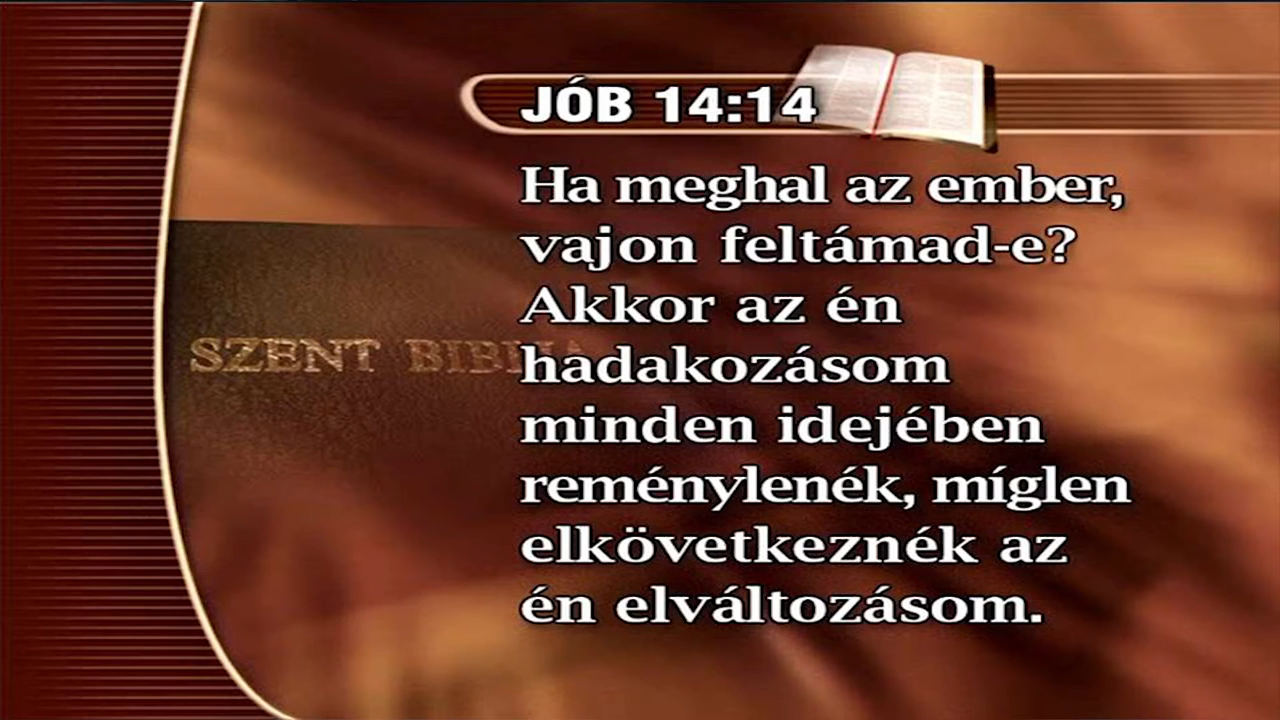 JÓB 14:14
Ha meghal az ember,
vajon feltámad-e?
Akkor az én
SZENT BIBLIA
hadakozásom
minden idejében
reménylenék, míglen
elkövetkeznék az
én elváltozásom.